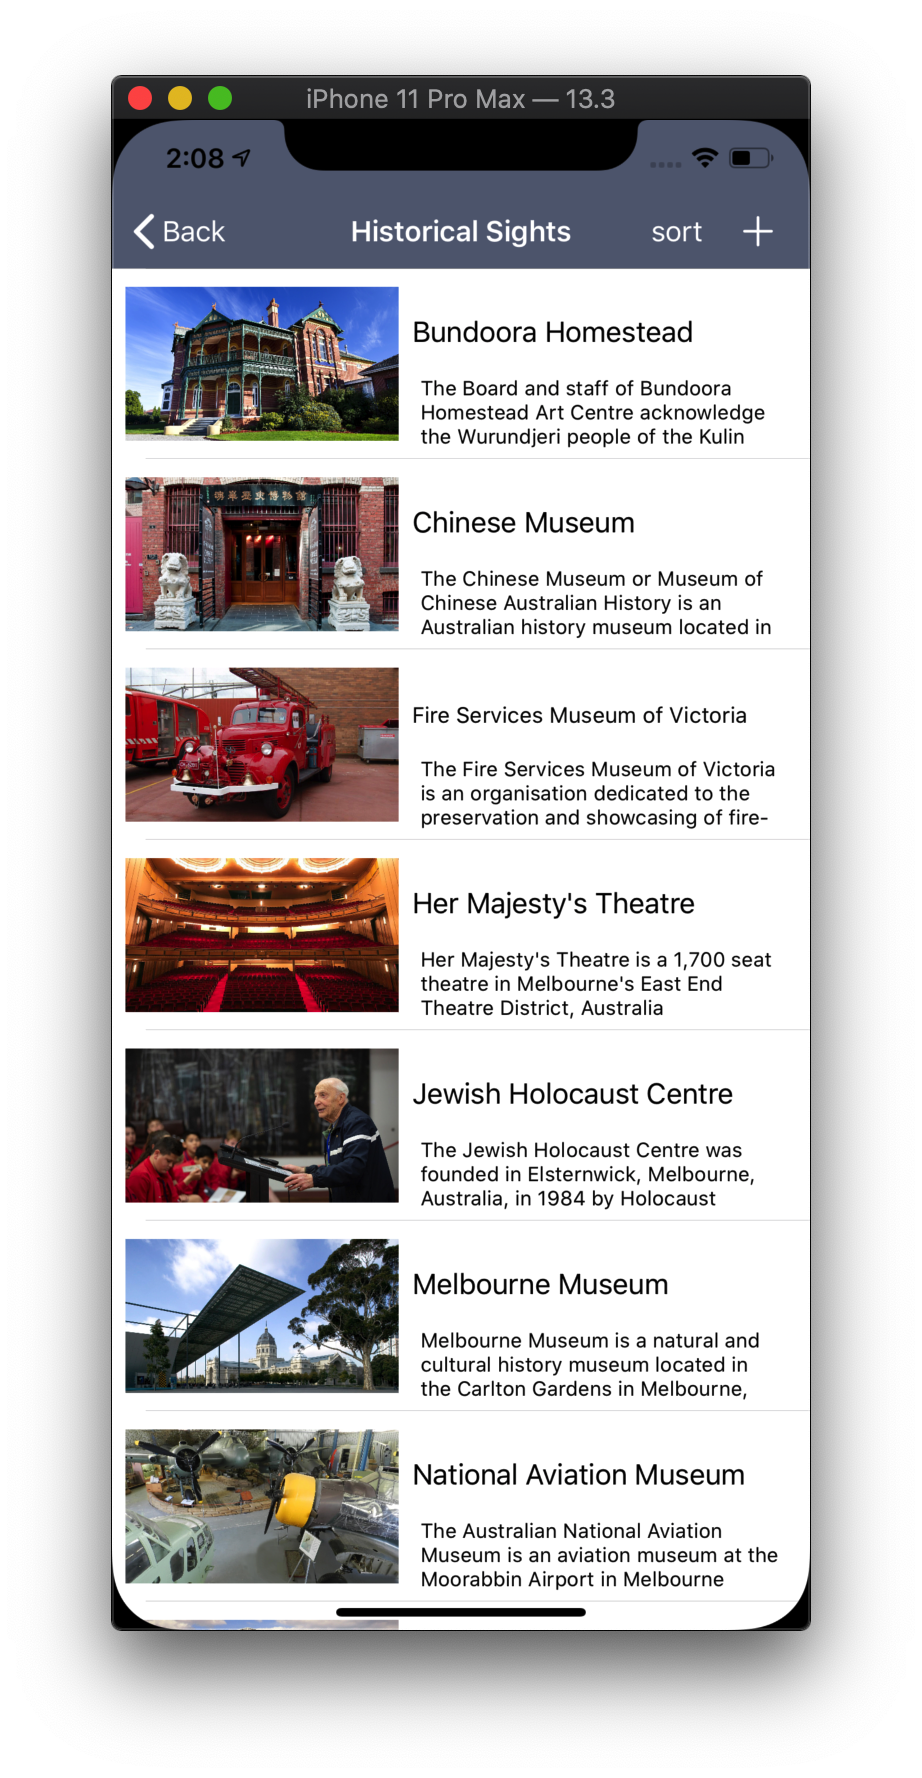 iPhone 11 Pro Max — 13.3
2:08
Back
Historical Sights
sort
Bundoora Homestead
The Board and staff of Bundoora
Homestead Art Centre acknowledge
the Wurundjeri people of the Kulin
澳華歷史博物館
Chinese Museum
The Chinese Museum or Museum of
Chinese Australian History is an
Australian history museum located in
Fire Services Museum of Victoria
The Fire Services Museum of Victoria
is an organisation dedicated to the
preservation and showcasing of fire-
Her Majesty's Theatre
Her Majesty's Theatre is a 1,700 seat
theatre in Melbourne's East End
Theatre District, Australia
Jewish Holocaust Centre
The Jewish Holocaust Centre was
founded in Elsternwick, Melbourne,
Australia, in 1984 by Holocaust
Melbourne Museum
Melbourne Museum is a natural and
cultural history museum located in
the Carlton Gardens in Melbourne,
National Aviation Museum
The Australian National Aviation
Museum is an aviation museum at the
Moorabbin Airport in Melbourne